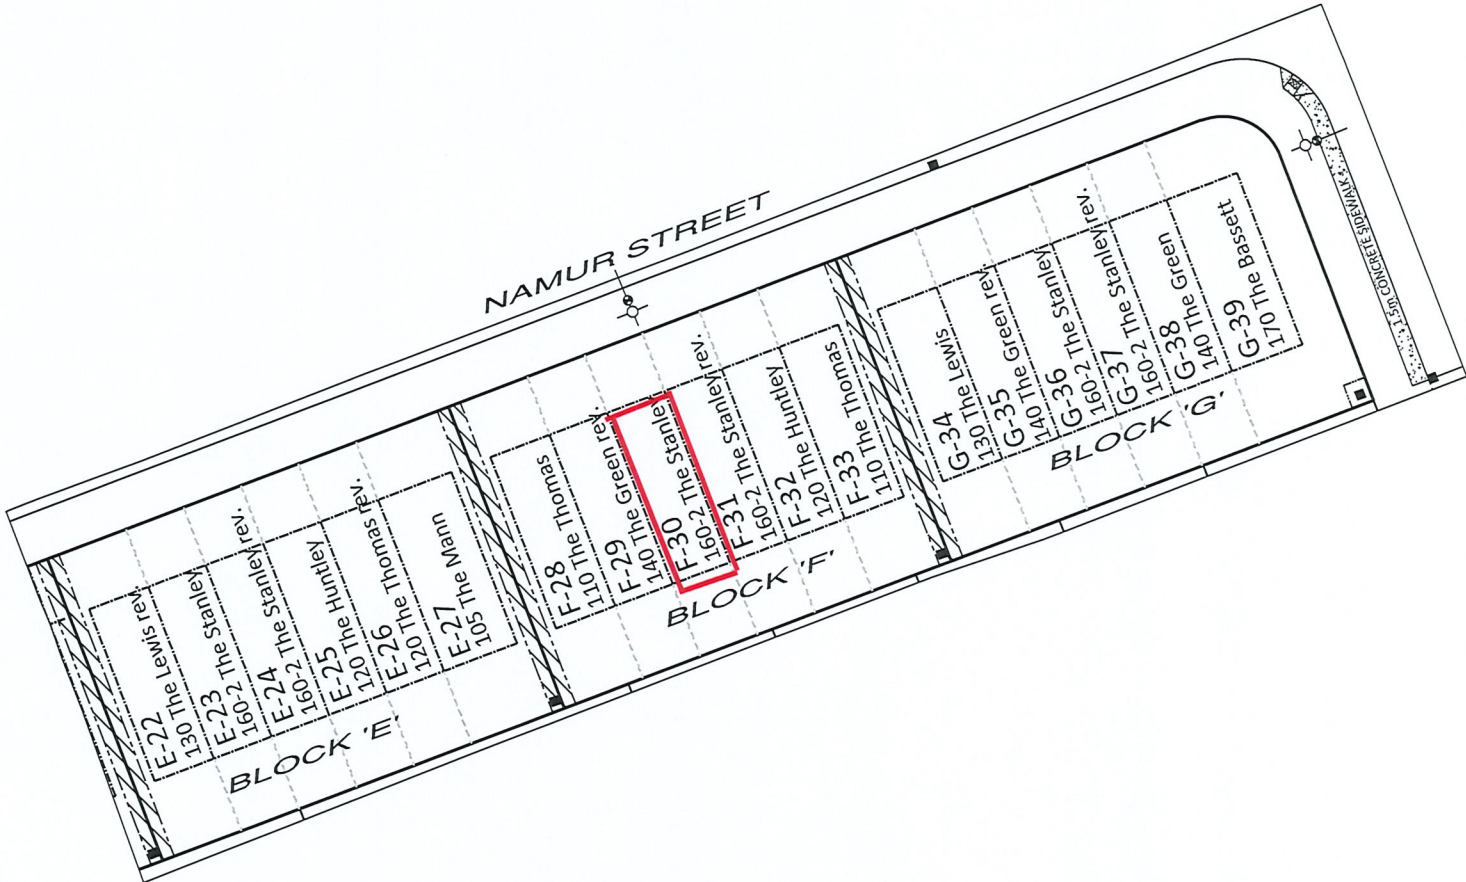 NAMUR STREET
E-22
130 The Lewis rev.
E-23
160-2 The Stanley
E-24
160-2 The Stanley rev.
E-25
120 The Huntley
E-26
120 The Thomas rev.
E-27
105 The Mann
BLOCK 'E'
F-28
110 The Thomas
F-29
140 The Green rev.
F-30
160-2 The Stanley
F-31
160-2 The Stanley rev.
F-32
120 The Huntley
F-33
110 The Thomas
BLOCK 'F'
G-34
130 The Lewis
G-35
140 The Green rev.
G-36
160-2 The Stanley
G-37
160-2 The Stanley rev.
G-38
140 The Green
G-39
170 The Bassett
BLOCK 'G'
1.5m CONCRETE SIDEWALK